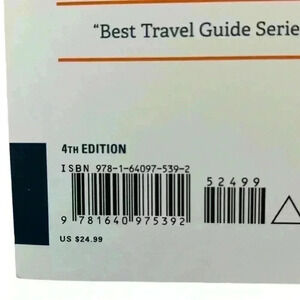 “Best Travel Guide Serie
4TH EDITION
ISBN 978-1-64097-539-2
52499
9 781640 975392
US $24.99